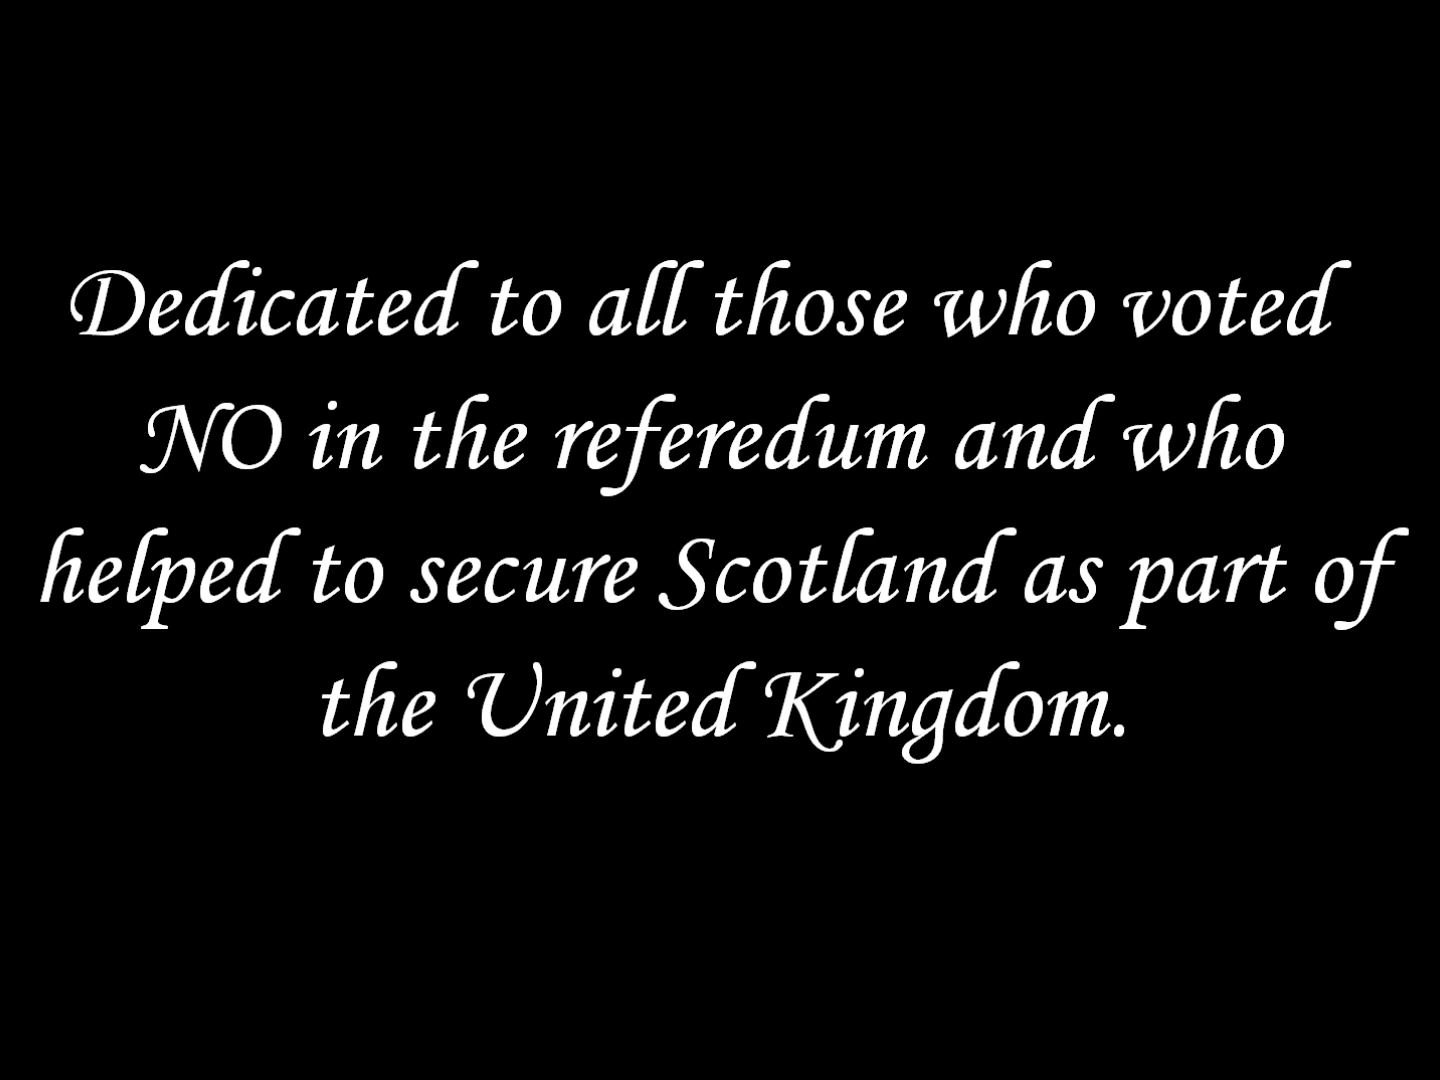 Dedicated to all those who voted
NO in the referedum and who
helped to secure Scotland as part of
the United Kingdom.